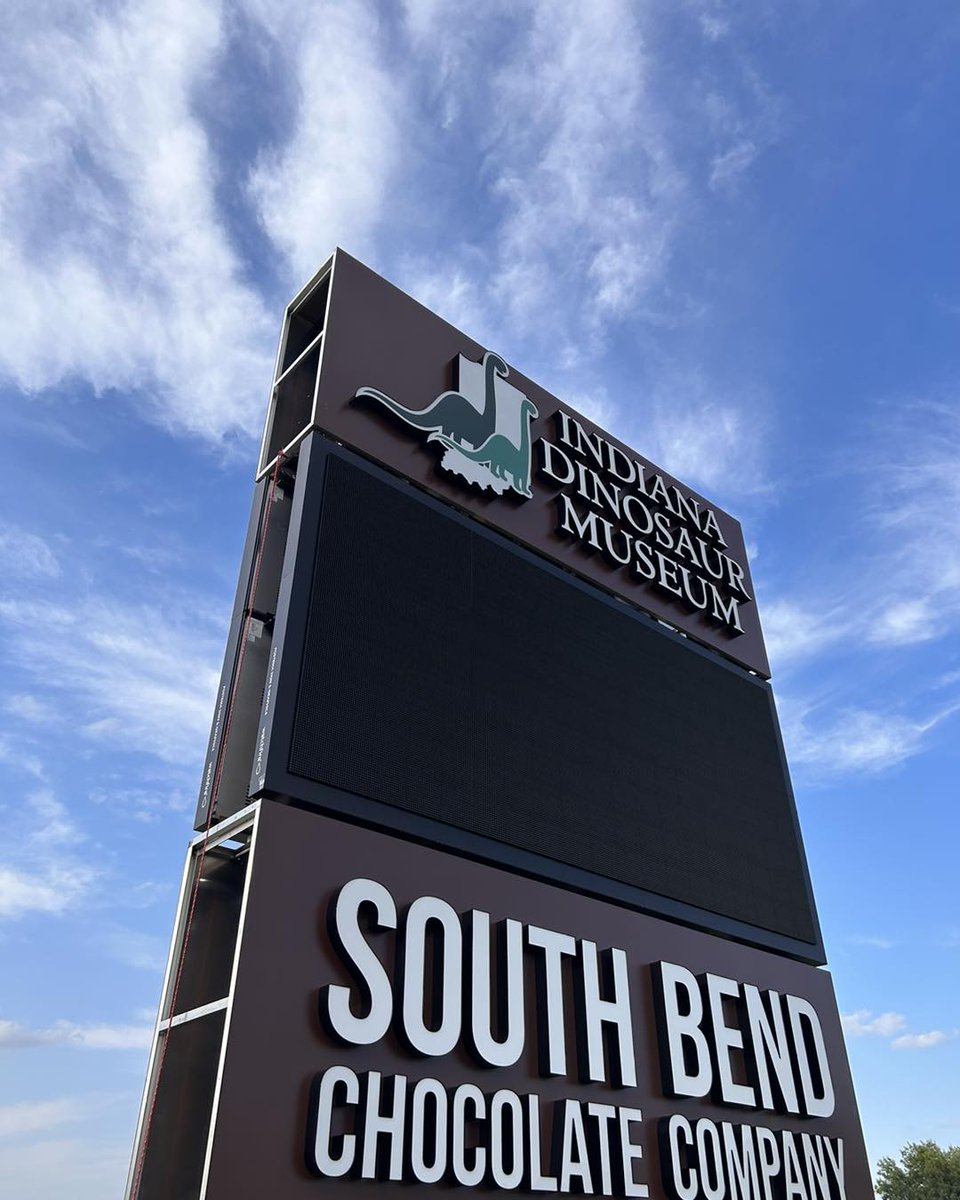 INDIANA
DINOSAUR
MUSEUM
SOUTH BEND
CHOCOLATE COMPANY